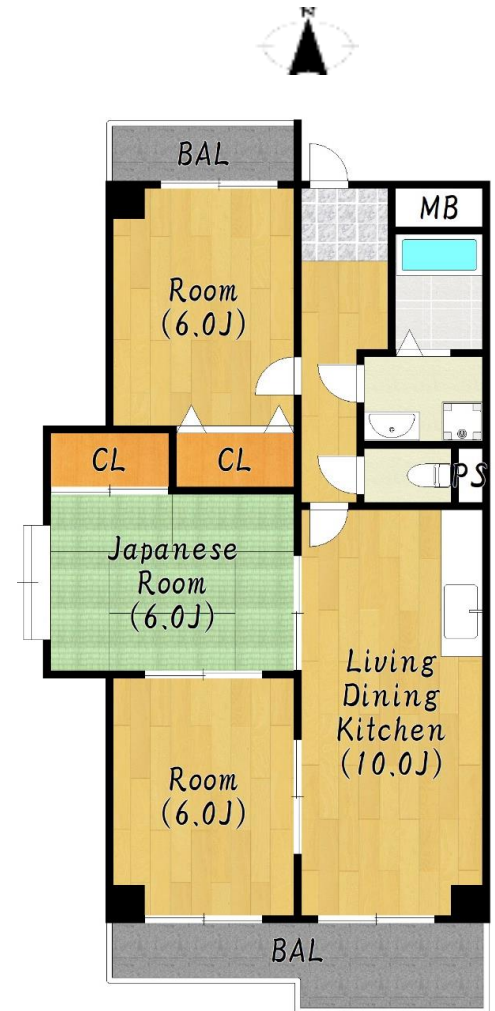 N
BAL
MB
Room
(6.0J)
CL
CL
PS
Japanese
Room
(6.0J)
Living
Dining
Kitchen
(10.0J)
Room
(6.0J)
BAL